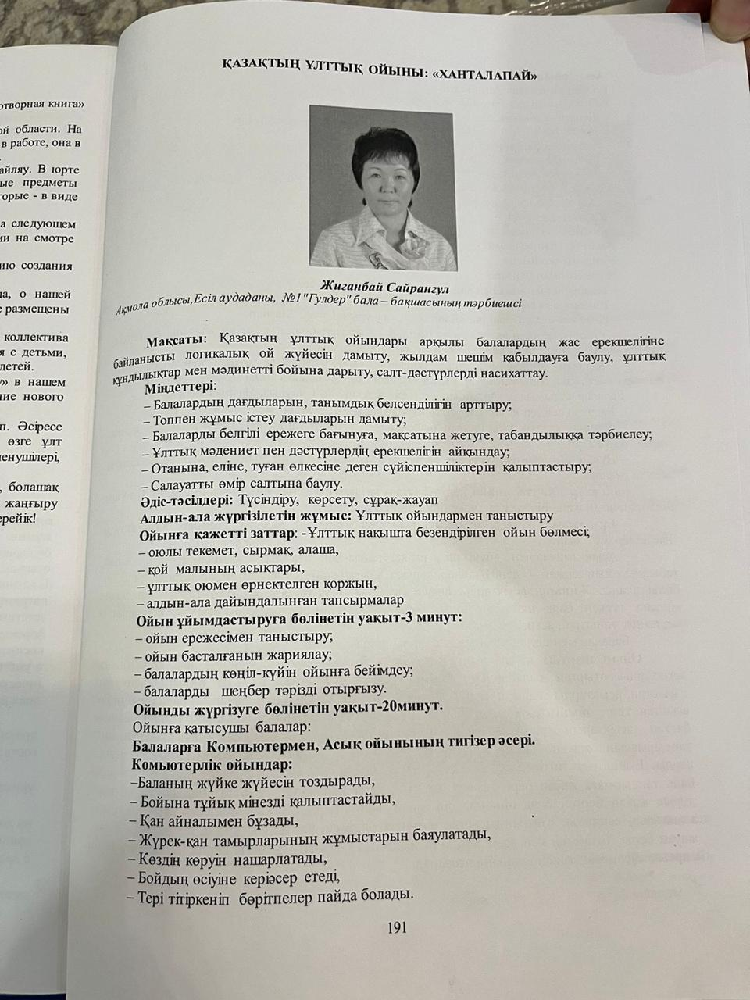 отворная книга»
ой области. На
в работе, она в
айляу. В юрте
ые предметы
торые - в виде
а следующем
ии на смотре
ию создания
да, о нашей
е размещены
коллектива
я с детьми,
детей.
у» в нашем
ние нового
п. Әсіресе
өзге ұлт
ленушілері,
, болашақ
жаңғыру
ерейік!
ҚАЗАҚТЫҢ ҰЛТТЫҚ ОЙЫНЫ: «ХАНТАЛАПАЙ»
Жиганбай Сайрангул
Ақмола облысы,Есіл аудаданы, №1"Гулдер" бала – бақшасының тәрбиешсі
Мақсаты: Қазақтың ұлттық ойындары арқылы балалардың жас ерекшелігіне
байланысты логикалық ой жүйесін дамыту, жылдам шешім қабылдауға баулу, ұлттық
құндылықтар мен мәдинетті бойына дарыту, салт-дәстүрлерді насихаттау.
Міңдеттері:
– Балалардың дағдыларын, танымдық белсенділігін арттыру;
– Топпен жұмыс істеу дағдыларын дамыту;
– Балаларды белгілі ережеге бағынуға, мақсатына жетуге, табандылыққа тәрбиелеу;
– Ұлттық мәдениет пен дәстүрлердің ерекшелігін айқындау;
– Отанына, еліне, туған өлкесіне деген сүйіспеншіліктерін қалыптастыру;
– Салауатты өмір салтына баулу.
Әдіс-тәсілдері: Түсіндіру, көрсету, сұрақ-жауап
Алдын-ала жүргізілетін жұмыс: Ұлттық ойындармен таныстыру
Ойынға қажетті заттар: -Ұлттық нақышта безендірілген ойын бөлмесі;
– оюлы текемет, сырмақ, алаша,
– қой малының асықтары,
– ұлттық оюмен өрнектелген қоржын,
– алдын-ала дайындалынған тапсырмалар
Ойын ұйымдастыруға бөлінетін уақыт-3 минут:
– ойын ережесімен таныстыру;
– ойын басталғанын жариялау;
– балалардың көңіл-күйін ойынға бейімдеу;
– балаларды шеңбер тәрізді отырғызу.
Ойынды жүргізуге бөлінетін уақыт-20минут.
Ойынға қатысушы балалар:
Балаларға Компьютермен, Асық ойынының тигізер әсері.
Комьютерлік ойындар:
–Баланың жүйке жүйесін тоздырады,
– Бойына тұйық мінезді қалыптастайды,
– Қан айналымен бұзады,
– Жүрек-қан тамырларының жұмыстарын баяулатады,
– Көздің көруін нашарлатады,
– Бойдың өсіуіне керіәсер етеді,
– Тері тітіркеніп бөрітпелер пайда болады.
191